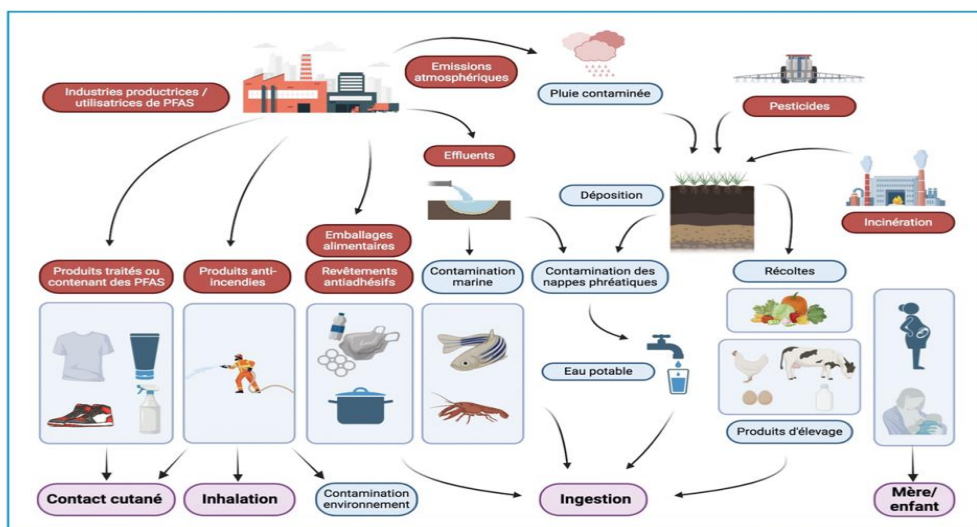 Emissions
atmosphériques
Industries productrices /
utilisatrices de PFAS
Pluie contaminée
Pesticides
Effluents
Déposition
Incinération
Emballages
alimentaires
Produits traités ou
contenant des PFAS
Produits anti-
incendies
Revêtements
antiadhésifs
Contamination
marine
Contamination des
nappes phréatiques
Récoltes
Eau potable
Produits d'élevage
Contact cutané
Inhalation
Contamination
environnement
Ingestion
Mère/
enfant